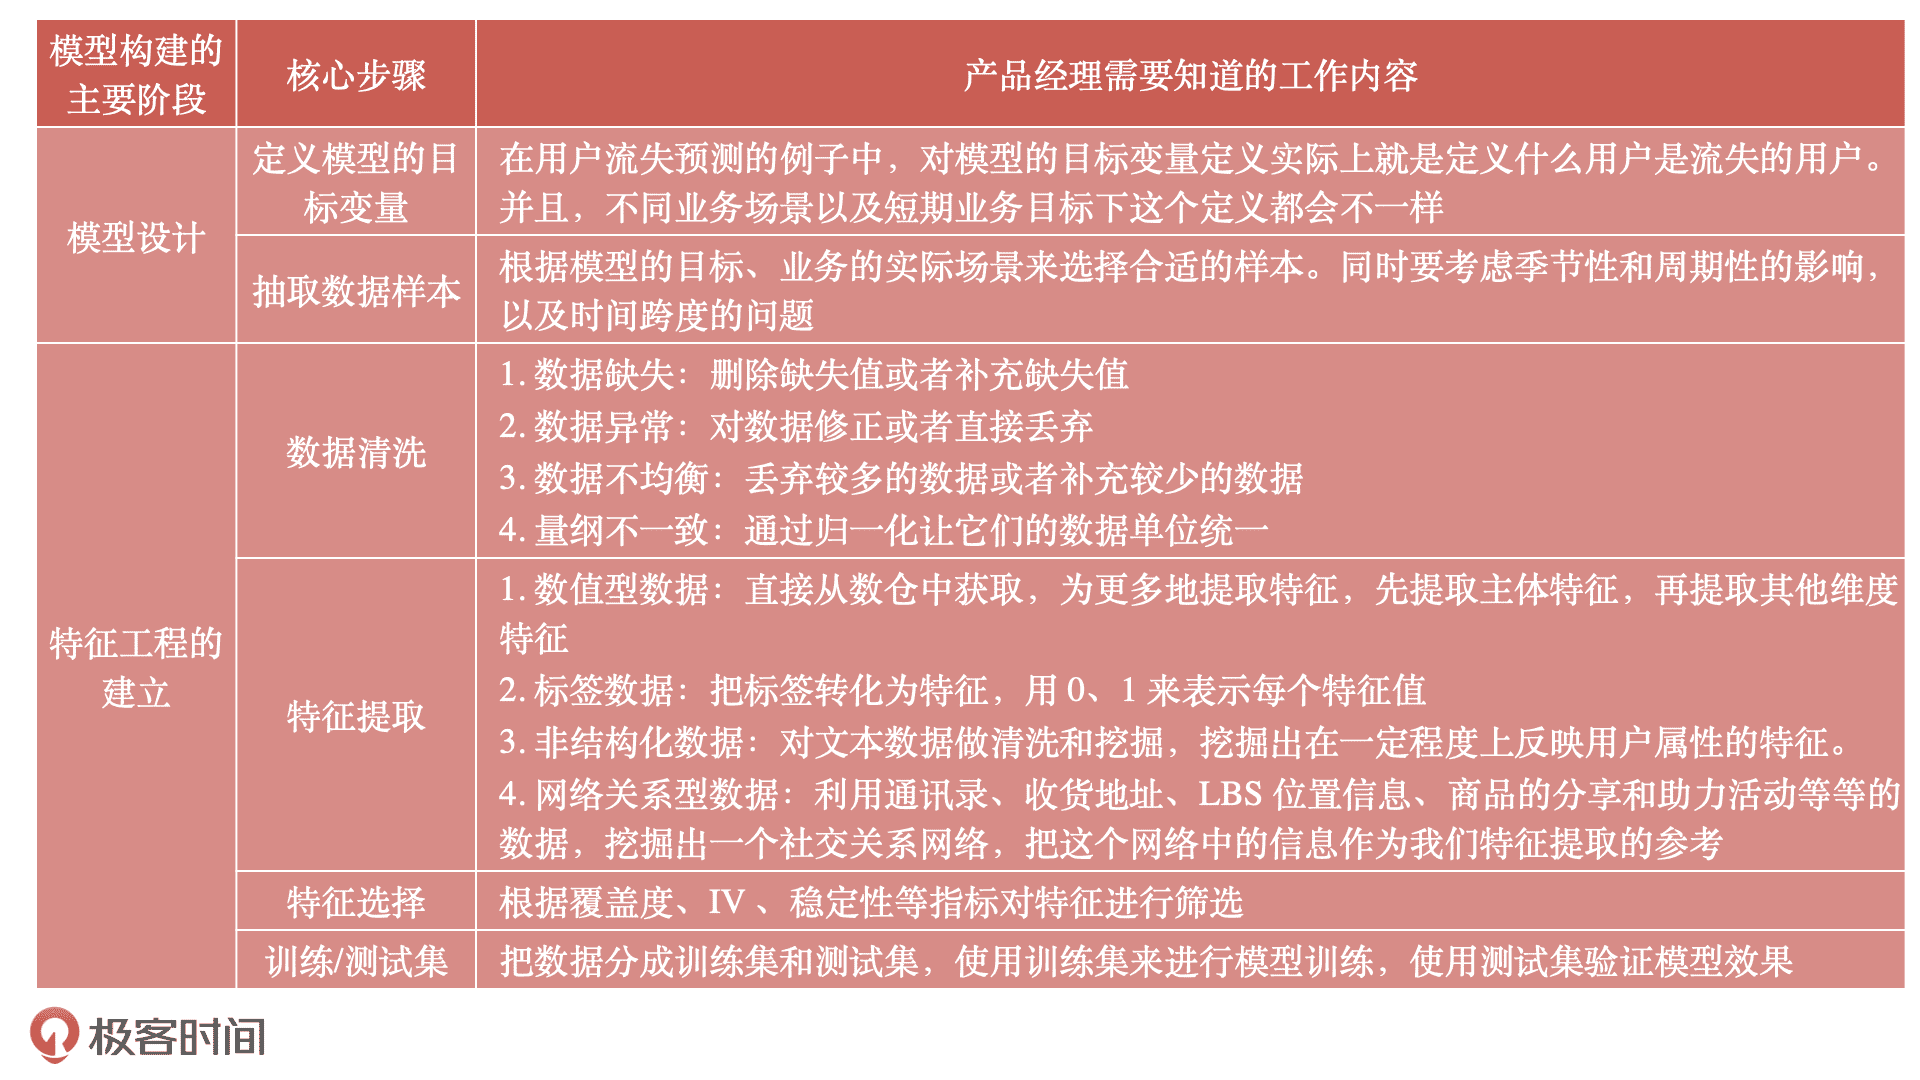 模型构建的
主要阶段
核心步骤
产品经理需要知道的工作内容
模型设计
定义模型的目
标变量
在用户流失预测的例子中，对模型的目标变量定义实际上就是定义什么用户是流失的用户。
并且，不同业务场景以及短期业务目标下这个定义都会不一样
抽取数据样本
根据模型的目标、业务的实际场景来选择合适的样本。同时要考虑季节性和周期性的影响，
以及时间跨度的问题
特征工程的
建立
数据清洗
1. 数据缺失：删除缺失值或者补充缺失值
2. 数据异常：对数据修正或者直接丢弃
3. 数据不均衡：丢弃较多的数据或者补充较少的数据
4. 量纲不一致：通过归一化让它们的数据单位统一
特征提取
1. 数值型数据：直接从数仓中获取，为更多地提取特征，先提取主体特征，再提取其他维度
特征
2. 标签数据：把标签转化为特征，用 0、1 来表示每个特征值
3. 非结构化数据：对文本数据做清洗和挖掘，挖掘出在一定程度上反映用户属性的特征。
4. 网络关系型数据：利用通讯录、收货地址、LBS 位置信息、商品的分享和助力活动等等的
数据，挖掘出一个社交关系网络，把这个网络中的信息作为我们特征提取的参考
特征选择
根据覆盖度、IV 、稳定性等指标对特征进行筛选
训练/测试集
把数据分成训练集和测试集，使用训练集来进行模型训练，使用测试集验证模型效果
极客时间